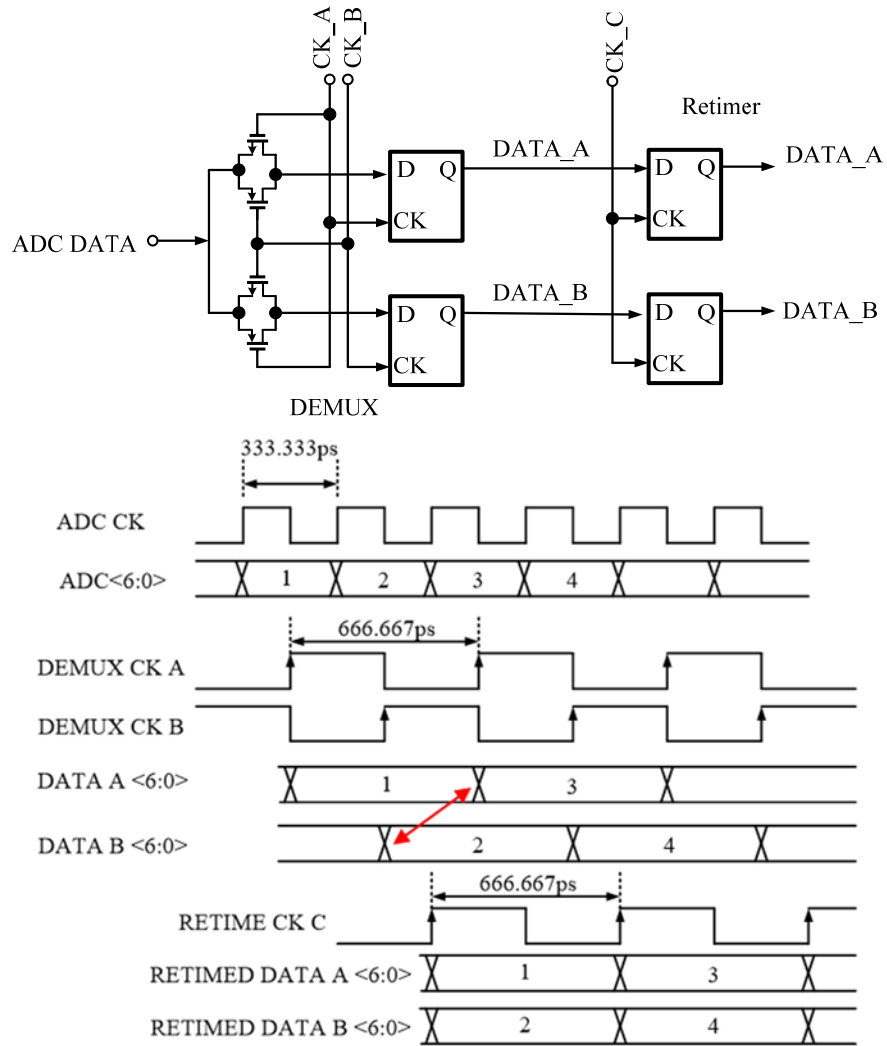 CK_A
CK_B
CK_C
Retimer
DATA_A
DATA_A
D Q
D Q
CK
CK
ADC DATA
DATA_B
DATA_B
D Q
D Q
CK
CK
DEMUX
333.333ps
ADC CK
ADC<6:0> 1 2 3 4
666.667ps
DEMUX CK A
DEMUX CK B
DATA A <6:0> 1 3
DATA B <6:0> 2 4
666.667ps
RETIME CK C
RETIMED DATA A <6:0> 1 3
RETIMED DATA B <6:0> 2 4